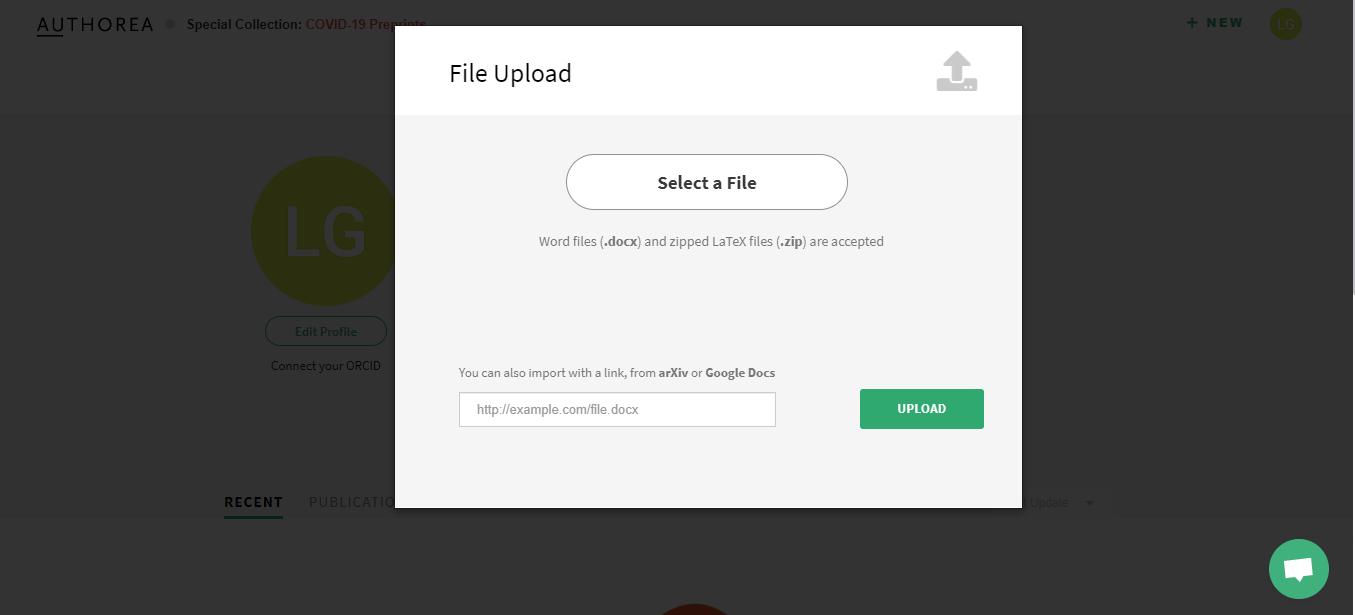 AUTHOREA Special Collection: COVID-19 Preprints + NEW LG
File Upload
Select a File
Word files (.docx) and zipped LaTeX files (.zip) are accepted
LG
Edit Profile
Connect your ORCID
You can also import with a link, from arXiv or Google Docs
http://example.com/file.docx
UPLOAD
RECENT PUBLICATIO Update